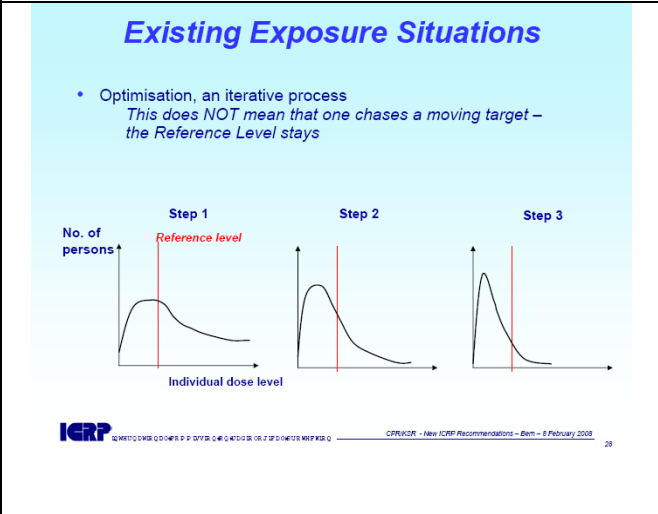 Existing Exposure Situations
• Optimisation, an iterative process
This does NOT mean that one chases a moving target –
the Reference Level stays
Step 1
Step 2
Step 3
No. of
persons
Reference level
Individual dose level
ICRP
CPR/KSR - New ICRP Recommendations – Bern – 8 February 2008
28